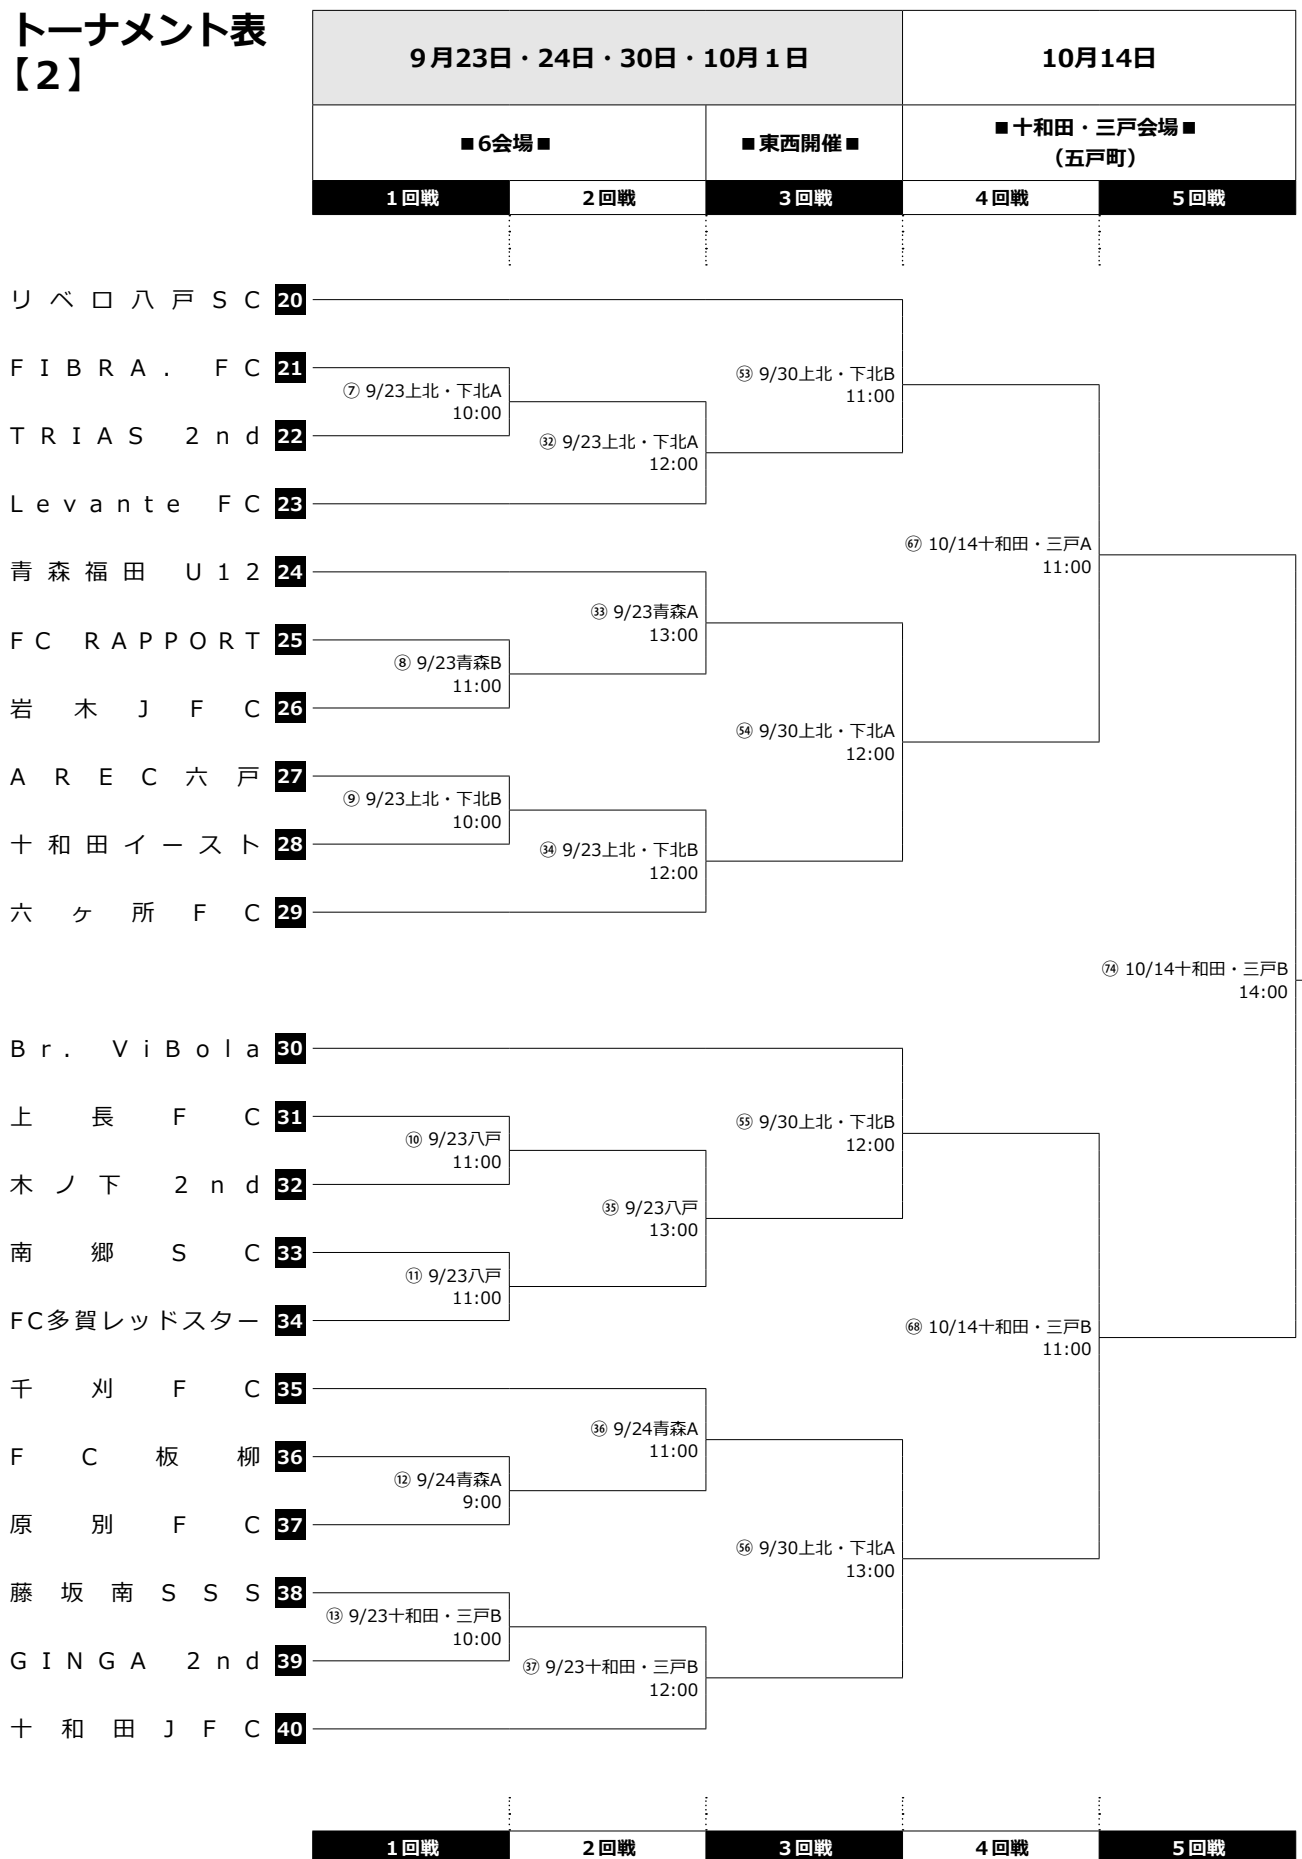 トーナメント表
【２】
９月23日・24日・30日・10月１日
10月14日
■6会場■
■東西開催■
■十和田・三戸会場■
（五戸町）
１回戦
２回戦
３回戦
４回戦
５回戦
リベロ八戸ＳＣ 20
ＦＩＢＲＡ． ＦＣ 21
⑦ 9/23上北・下北A
10:00
ＴＲＩＡＳ ２ｎｄ 22
㉜ 9/23上北・下北A
12:00
㊼ 9/30上北・下北B
11:00
Ｌｅｖａｎｔｅ ＦＣ 23
青森福田 Ｕ１２ 24
㉝ 9/23青森A
13:00
ＦＣ ＲＡＰＰＯＲＴ 25
⑧ 9/23青森B
11:00
岩木ＪＦＣ 26
67 10/14十和田・三戸A
11:00
54 9/30上北・下北A
12:00
ＡＲＥＣ六戸 27
⑨ 9/23上北・下北B
10:00
十和田イースト 28
㉞ 9/23上北・下北B
12:00
六ヶ所ＦＣ 29
74 10/14十和田・三戸B
14:00
Ｂｒ． ＶｉＢｏｌａ 30
上長ＦＣ 31
⑩ 9/23八戸
11:00
55 9/30上北・下北B
12:00
木ノ下 ２ｎｄ 32
㉟ 9/23八戸
13:00
南郷ＳＣ 33
⑪ 9/23八戸
11:00
FC多賀レッドスター 34
68 10/14十和田・三戸B
11:00
千刈ＦＣ 35
㊱ 9/24青森A
11:00
ＦＣ板柳 36
⑫ 9/24青森A
9:00
原別ＦＣ 37
56 9/30上北・下北A
13:00
藤坂南ＳＳＳ 38
⑬ 9/23十和田・三戸B
10:00
ＧＩＮＧＡ ２ｎｄ 39
㊲ 9/23十和田・三戸B
12:00
十和田ＪＦＣ 40
１回戦
２回戦
３回戦
４回戦
５回戦